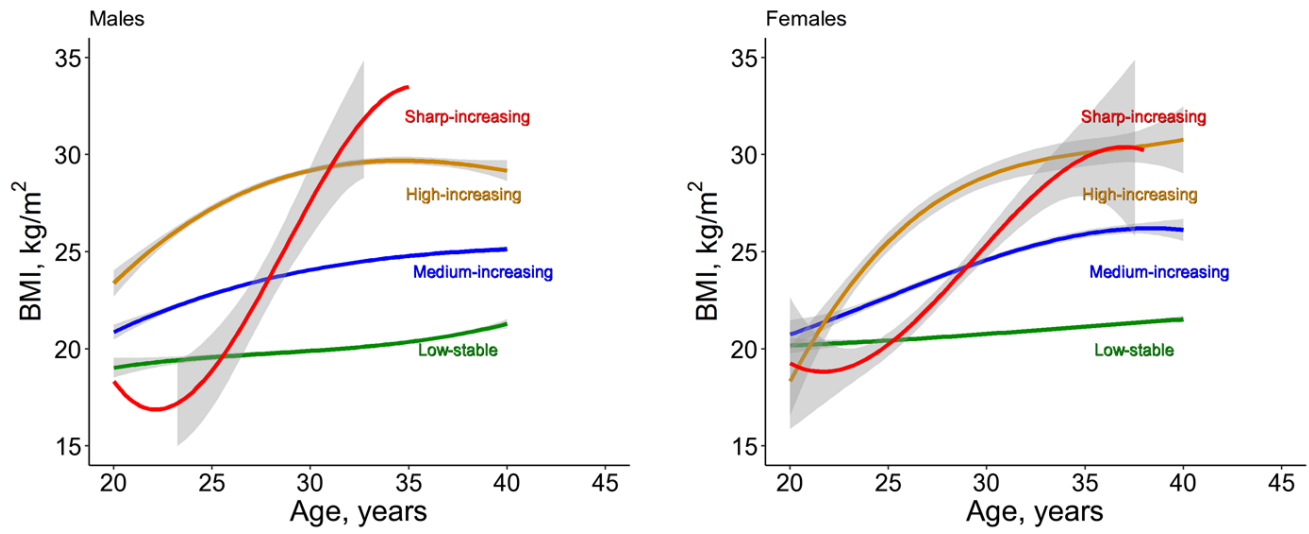 Males
35
30
25
20
15
BMI, kg/m²
Sharp-increasing
High-increasing
Medium-increasing
Low-stable
20 25 30 35 40 45
Age, years
Females
35
30
25
20
15
BMI, kg/m²
Sharp-increasing
High-increasing
Medium-increasing
Low-stable
20 25 30 35 40 45
Age, years